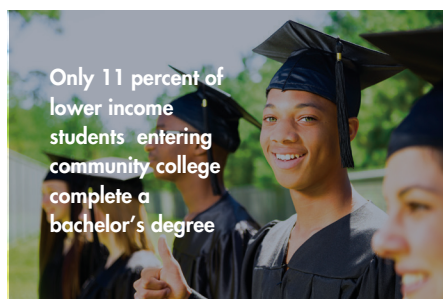 Only 11 percent of
lower income
students entering
community college
complete a
bachelor's degree